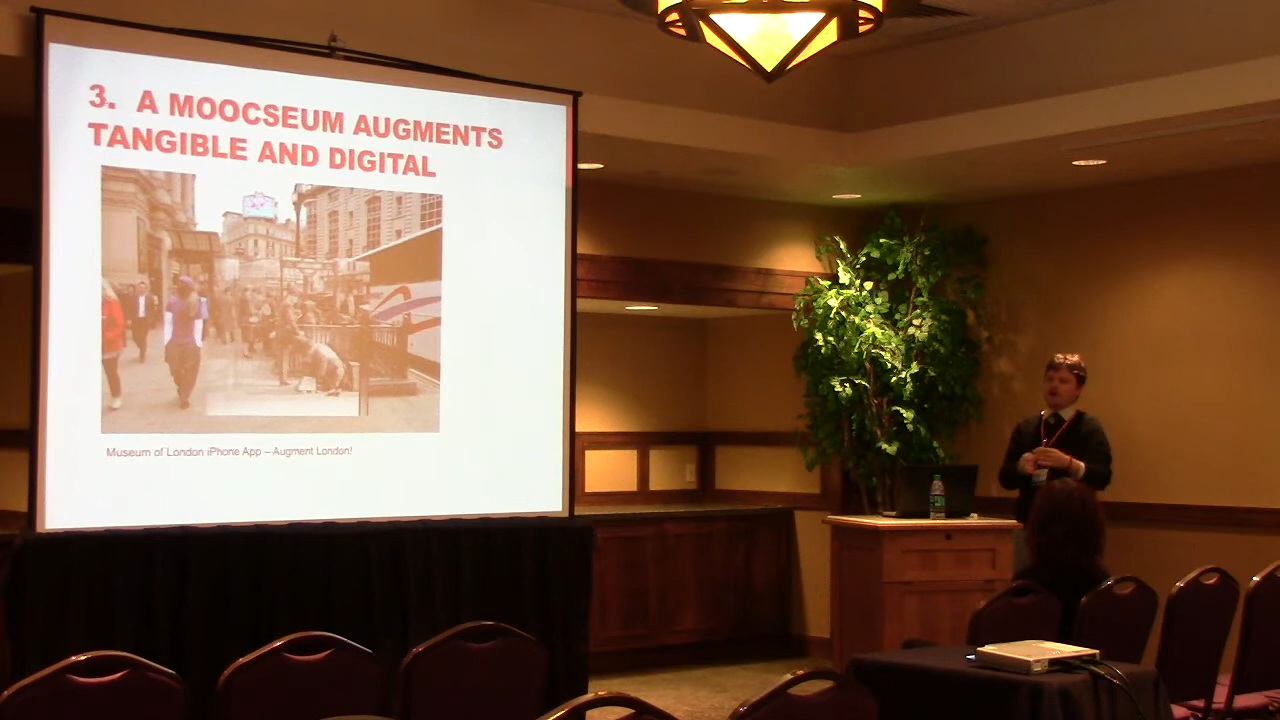 3. A MOOCSEUM AUGMENTS
TANGIBLE AND DIGITAL
Museum of London iPhone App – Augment London!